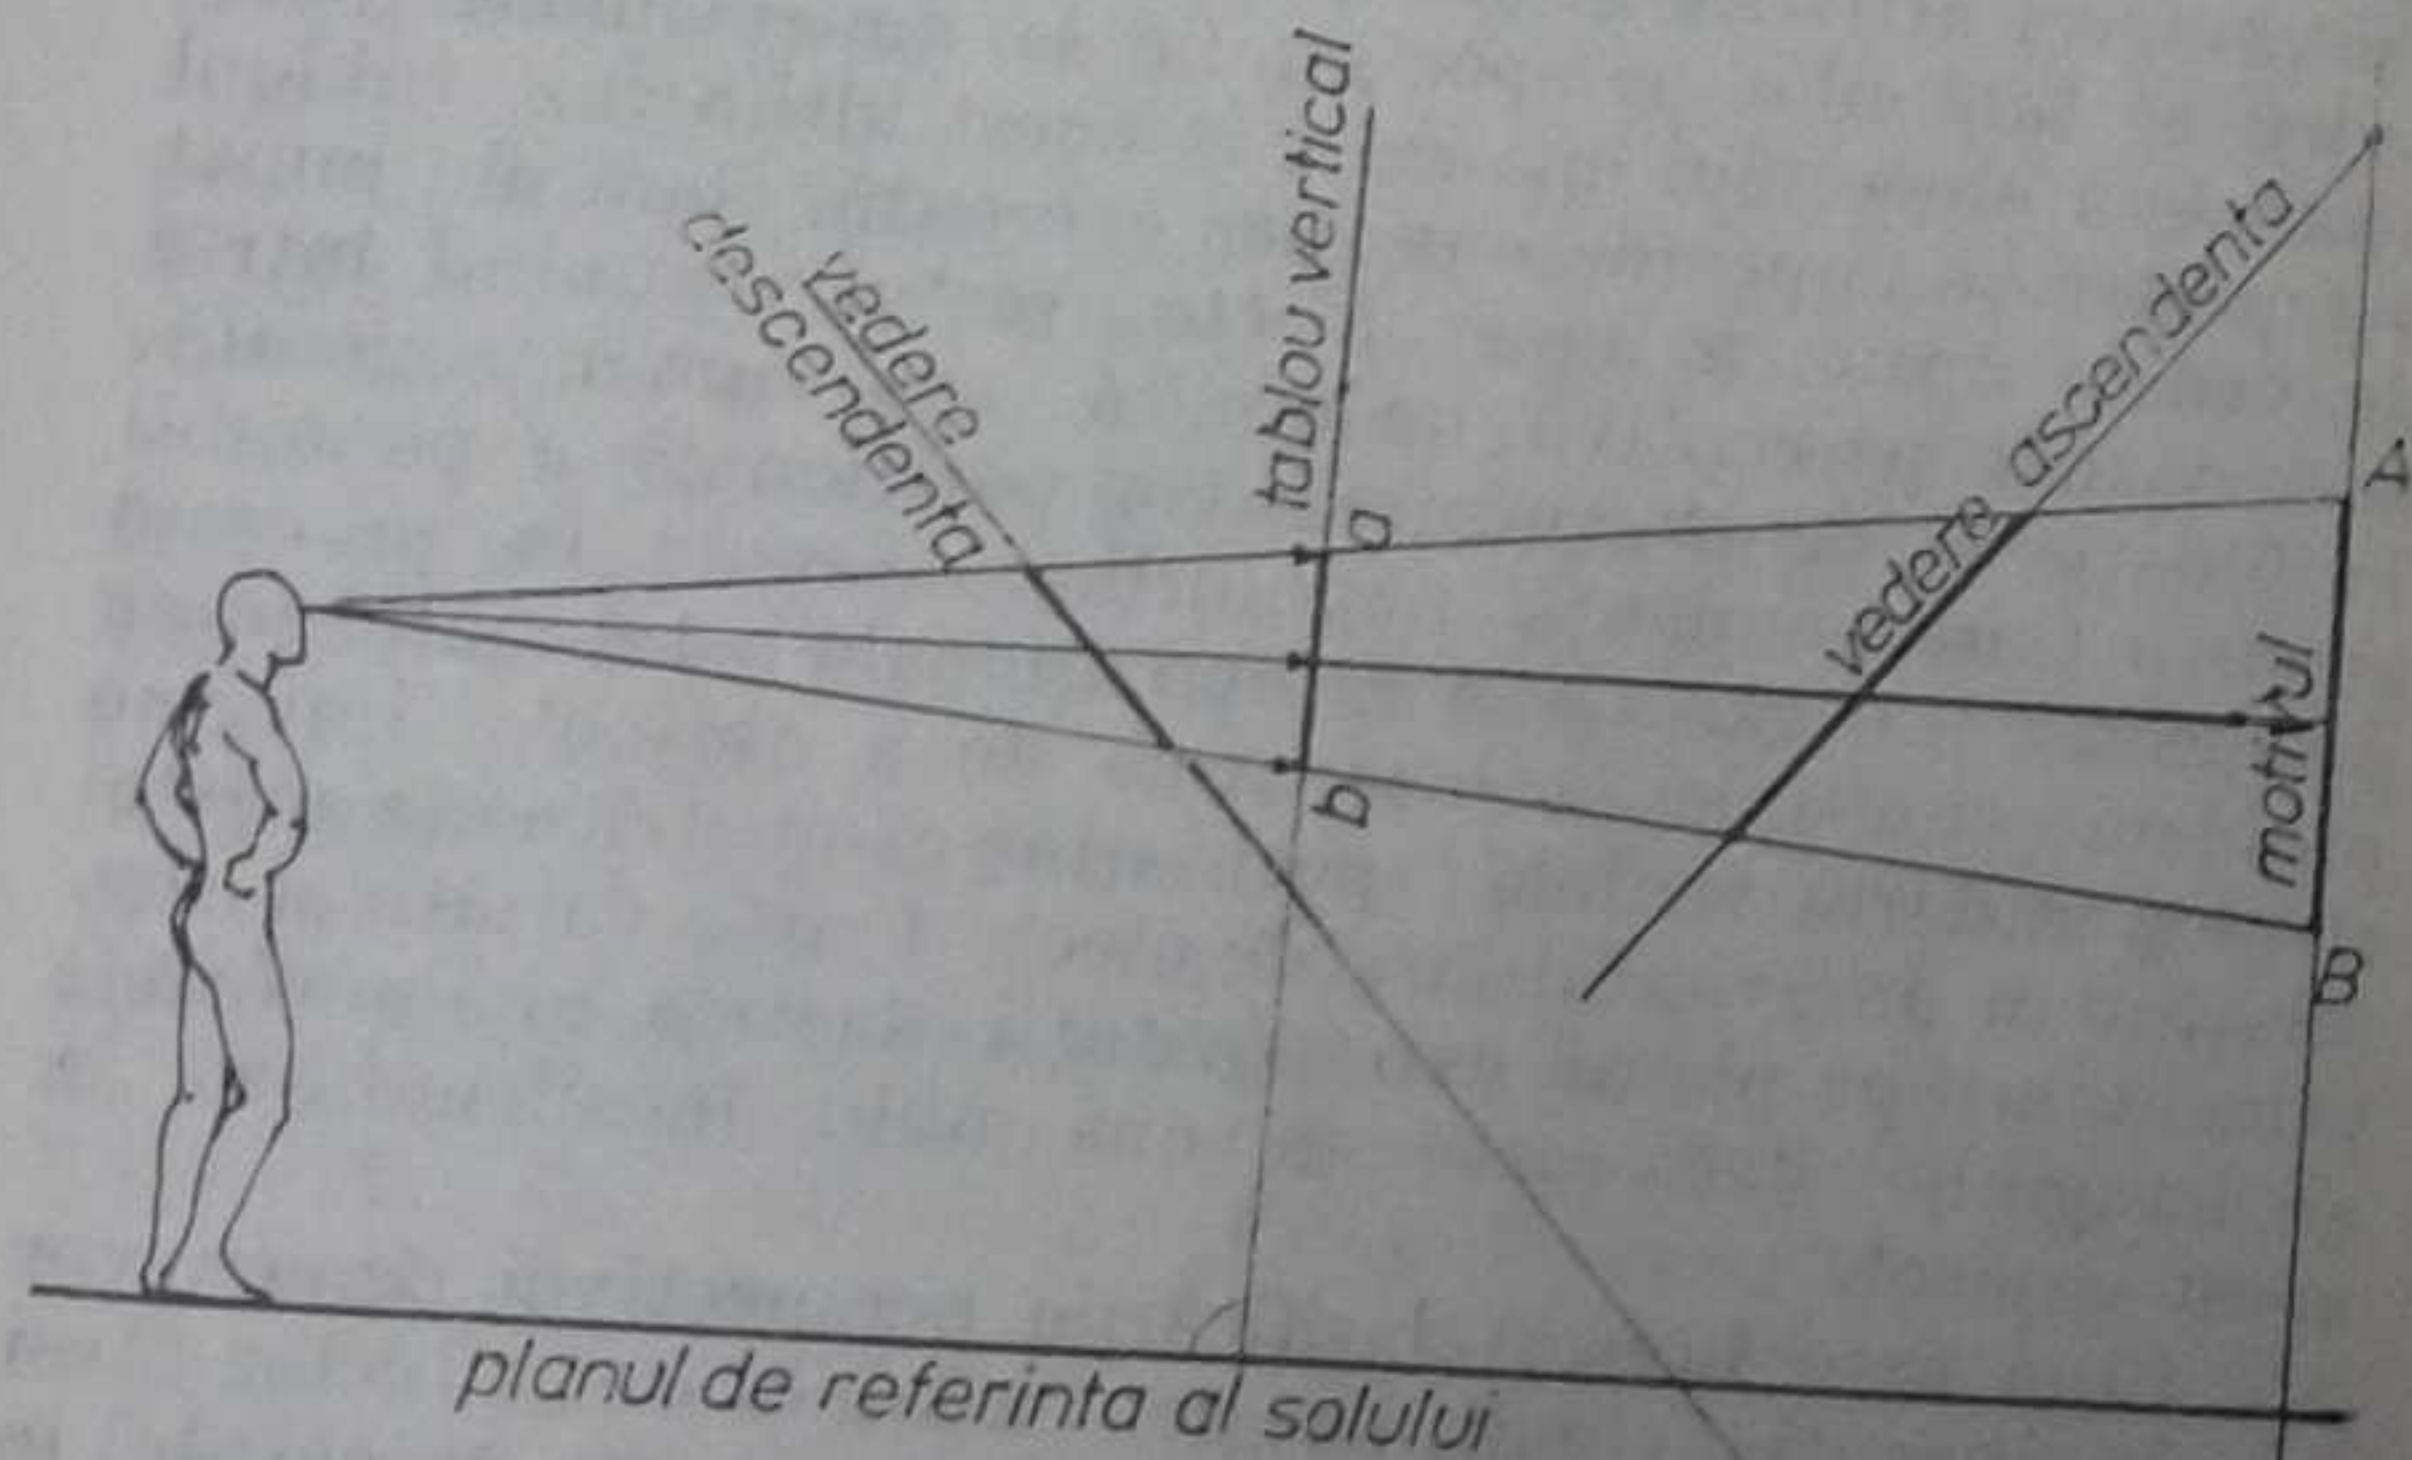 vedere
descendenta
tablou vertical
a
b
vedere ascendenta
A
motivul
B
planul de referinta al solului